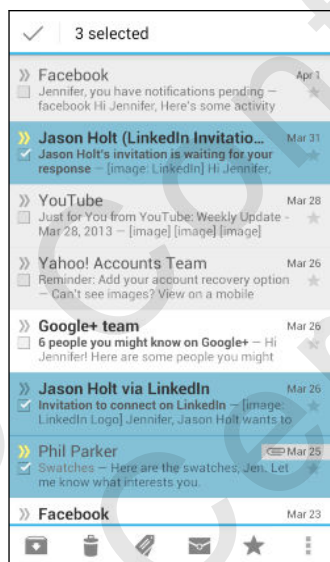 3 selected
Facebook Apr 1
Jennifer, you have notifications pending –
facebook Hi Jennifer, Here's some activity
Jason Holt (LinkedIn Invitatio... Mar 31
Jason Holt's invitation is waiting for your
response – [image: LinkedIn] Hi Jennifer,
YouTube Mar 28
Just for You from YouTube: Weekly Update -
Mar 28, 2013 – [image] [image] [image]
Yahoo! Accounts Team Mar 26
Reminder: Add your account recovery option
– Can't see images? View on a mobile
Google+ team Mar 26
6 people you might know on Google+ – Hi
Jennifer! Here are some people you might
Jason Holt via LinkedIn Mar 26
Invitation to connect on LinkedIn – [image:
LinkedIn Logo] Jennifer, Jason Holt wants to
Phil Parker Mar 25
Swatches – Here are the swatches, Jen. Let
me know what interests you.
Facebook Mar 23